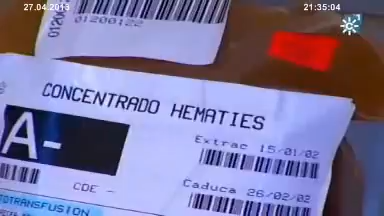 27.04.2013
21:35:04
01200122
CONCENTRADO HEMATIES
A-
Extrac 15/01/02
CDE -
Caduca 26/02/02